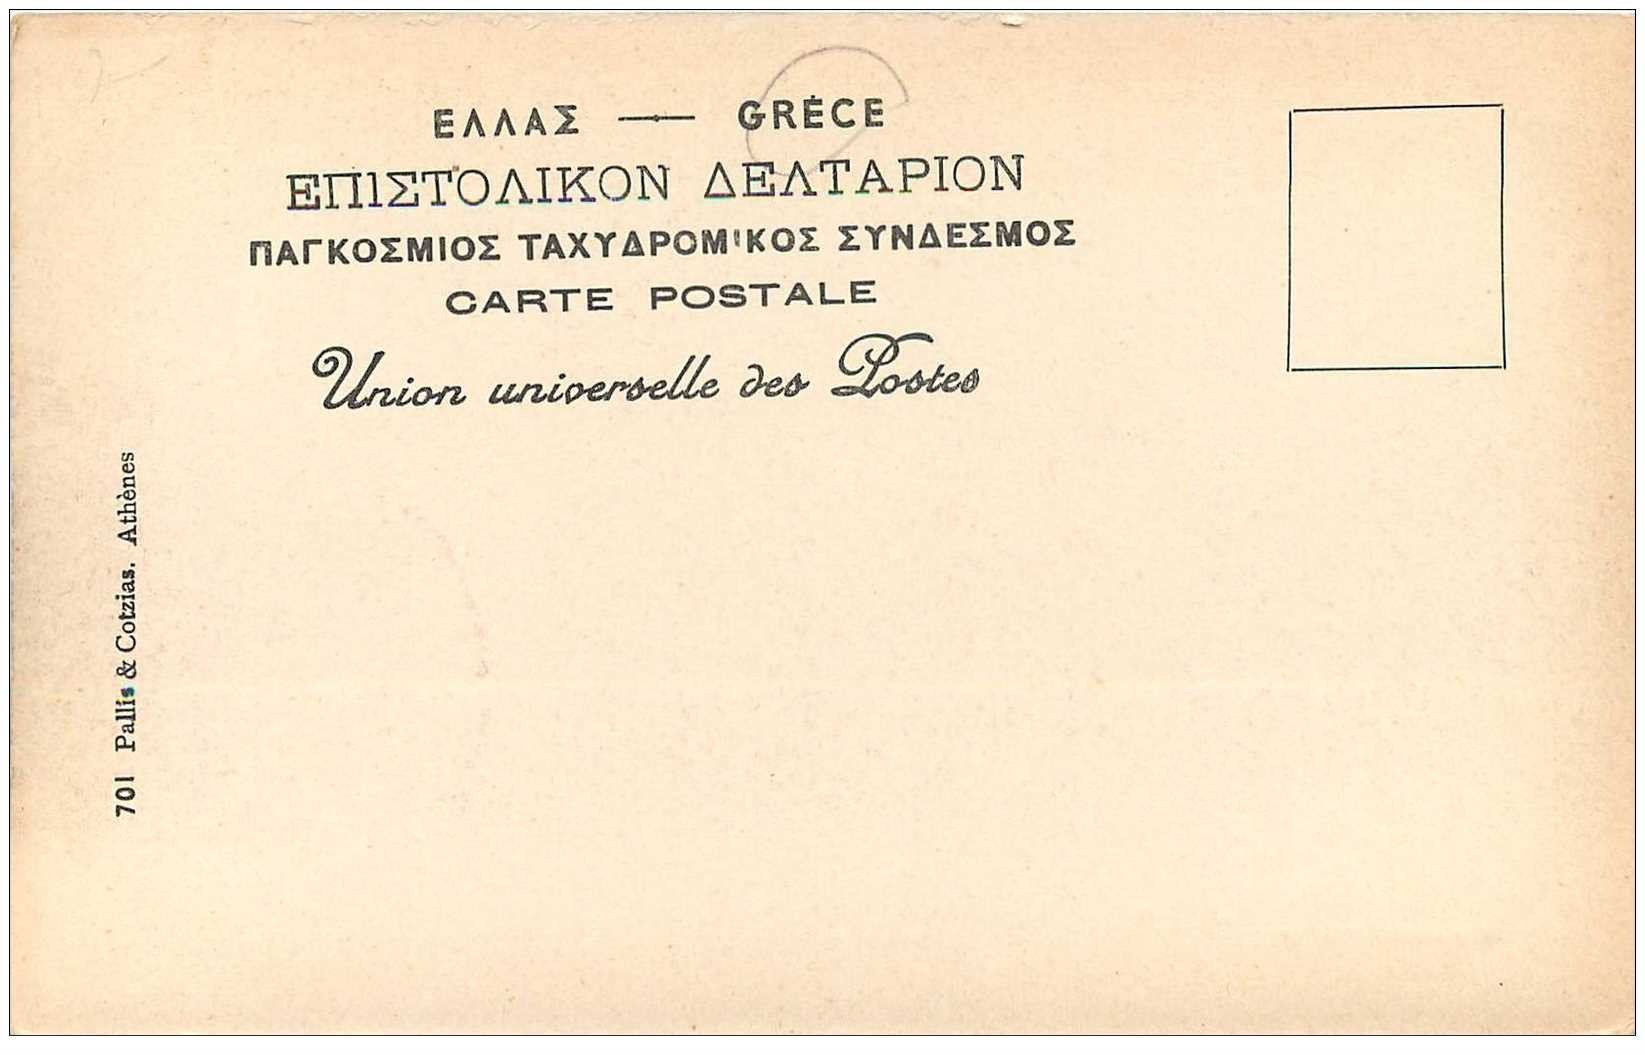 ΕΛΛΑΣ — GRÈCE
ΕΠΙΣΤΟΛΙΚΟΝ ΔΕΛΤΑΡΙΟΝ
ΠΑΓΚΟΣΜΙΟΣ ΤΑΧΥΔΡΟΜΙΚΟΣ ΣΥΝΔΕΣΜΟΣ
CARTE POSTALE
Union universelle des Postes
701 Pallis & Cotzias. Athènes